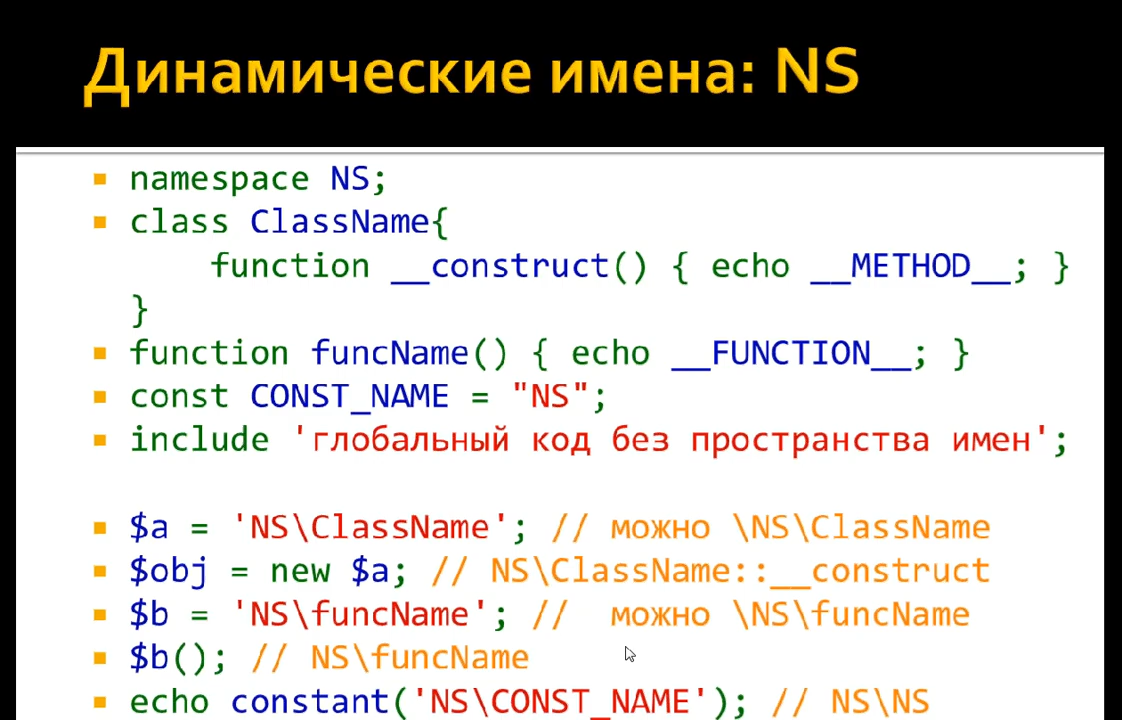 Динамические имена: NS
namespace NS;
class ClassName{
function __construct() { echo __METHOD__; }
}
function funcName() { echo __FUNCTION__; }
const CONST_NAME = "NS";
include 'глобальный код без пространства имен';
$a = 'NS\ClassName'; // можно \NS\ClassName
$obj = new $a; // NS\ClassName::__construct
$b = 'NS\funcName'; // можно \NS\funcName
$b(); // NS\funcName
echo constant('NS\CONST_NAME'); // NS\NS